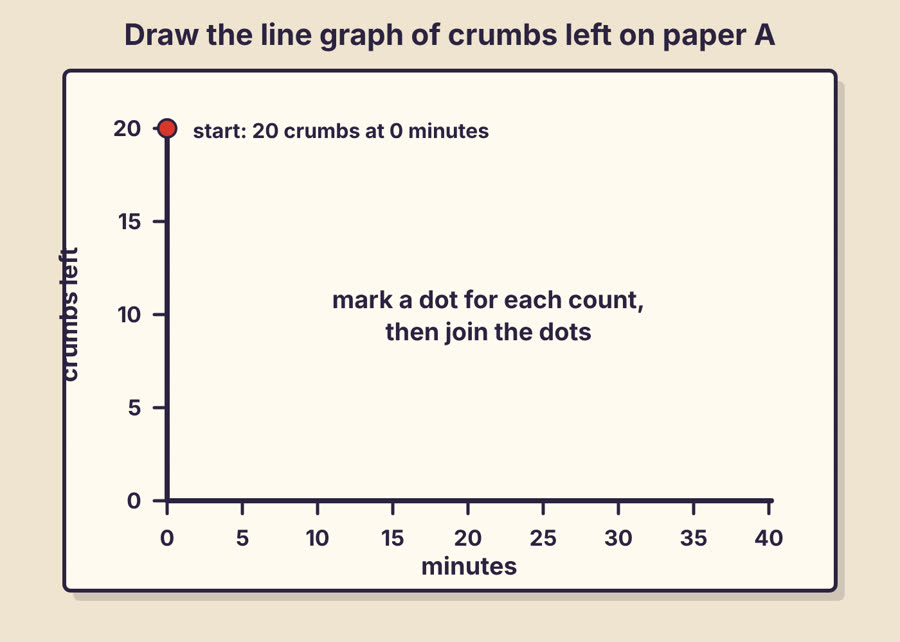 Draw the line graph of crumbs left on paper A
20
start: 20 crumbs at 0 minutes
15
crumbs left
mark a dot for each count,
10
then join the dots
5
0
0 5 10 15 20 25 30 35 40
minutes